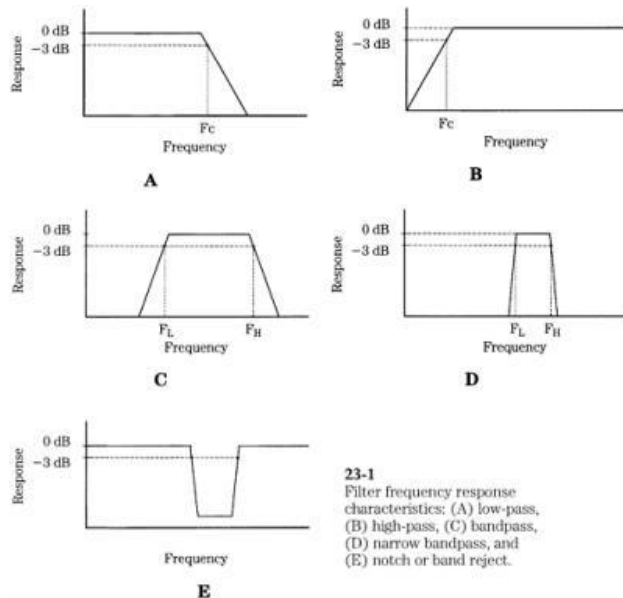 0 dB
−3 dB
Response
Fc
Frequency
A
0 dB
−3 dB
Response
Fc
Frequency
B
0 dB
−3 dB
Response
FL FH
Frequency
C
0 dB
−3 dB
Response
FL FH
Frequency
D
0 dB
−3 dB
Response
Frequency
E
23-1
Filter frequency response
characteristics: (A) low-pass,
(B) high-pass, (C) bandpass,
(D) narrow bandpass, and
(E) notch or band reject.